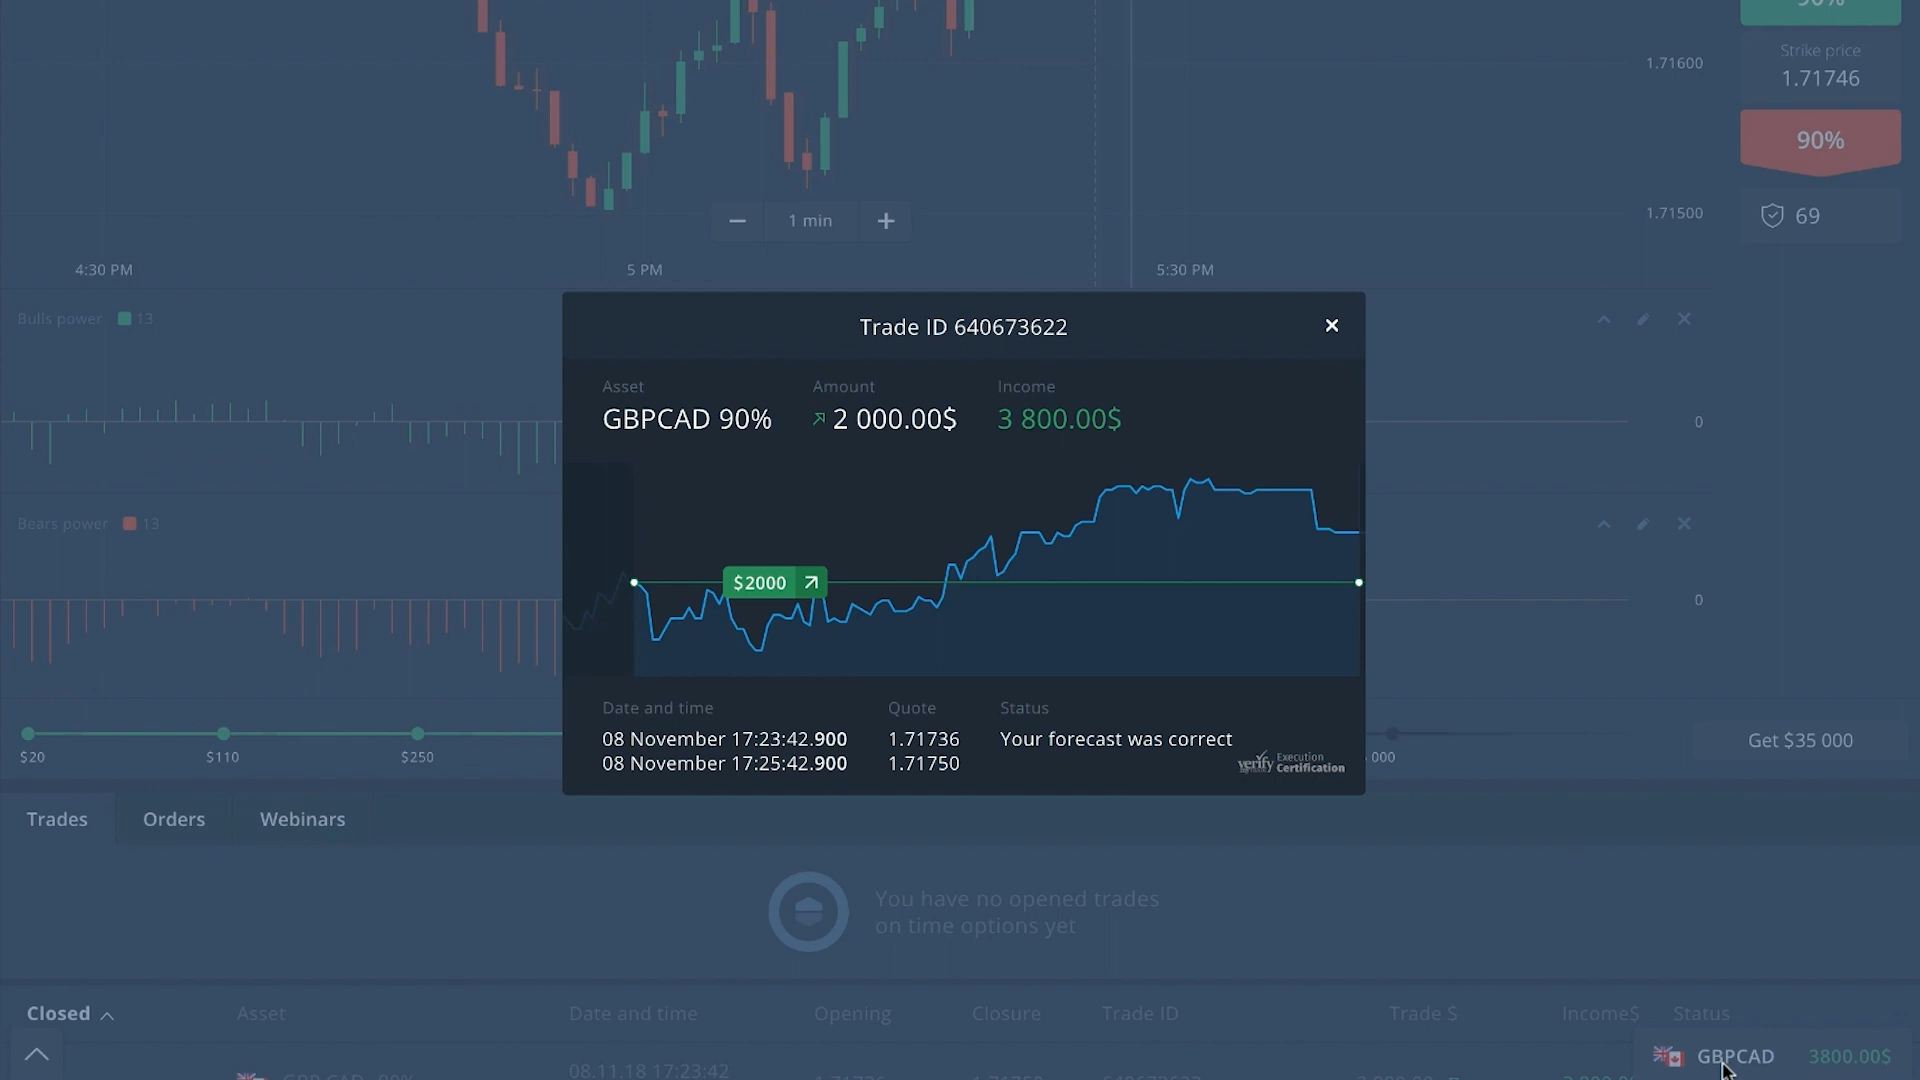 90%
1.71600
Strike price
1.71746
90%
1.71500
69
1 min
4:30 PM
5 PM
5:30 PM
Bulls power 13
0
Bears power 13
0
Trade ID 640673622
Asset Amount Income
GBPCAD 90% 2 000.00$ 3 800.00$
$2000
Date and time Quote Status
08 November 17:23:42.900 1.71736 Your forecast was correct
08 November 17:25:42.900 1.71750
verify Execution
Certification
$20 $110 $250 000
Get $35 000
Trades Orders Webinars
You have no opened trades
on time options yet
Closed Asset Date and time Opening Closure Trade ID Trade $ Income$ Status
08.11.18 17:23:42
GBPCAD 3800.00$